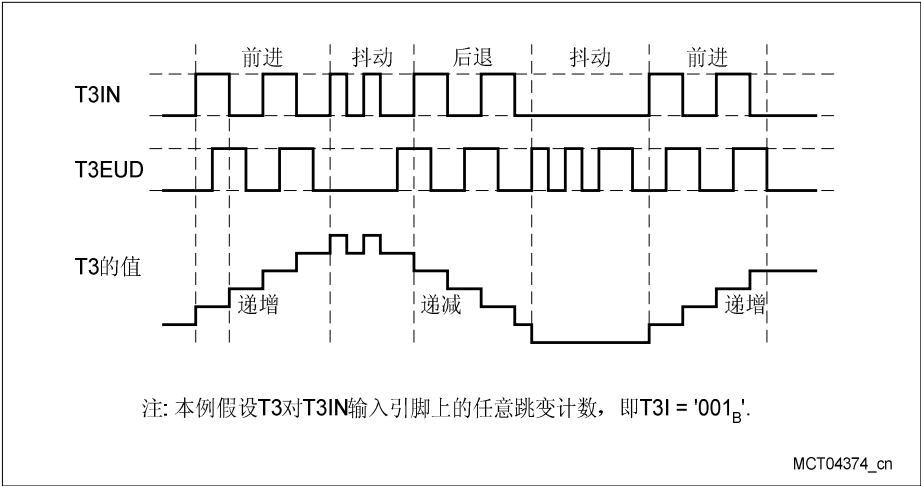 前进 抖动 后退 抖动 前进
T3IN
T3EUD
T3的值
递增 递减 递增
注: 本例假设T3对T3IN输入引脚上的任意跳变计数，即T3I = '001B'.
MCT04374_cn